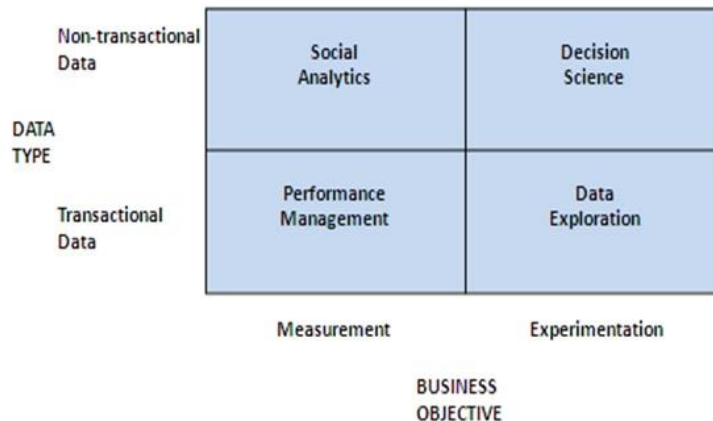 Non-transactional
Data
Social
Analytics
Decision
Science
DATA
TYPE
Transactional
Data
Performance
Management
Data
Exploration
Measurement
Experimentation
BUSINESS
OBJECTIVE